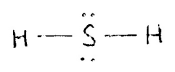 H — S — H